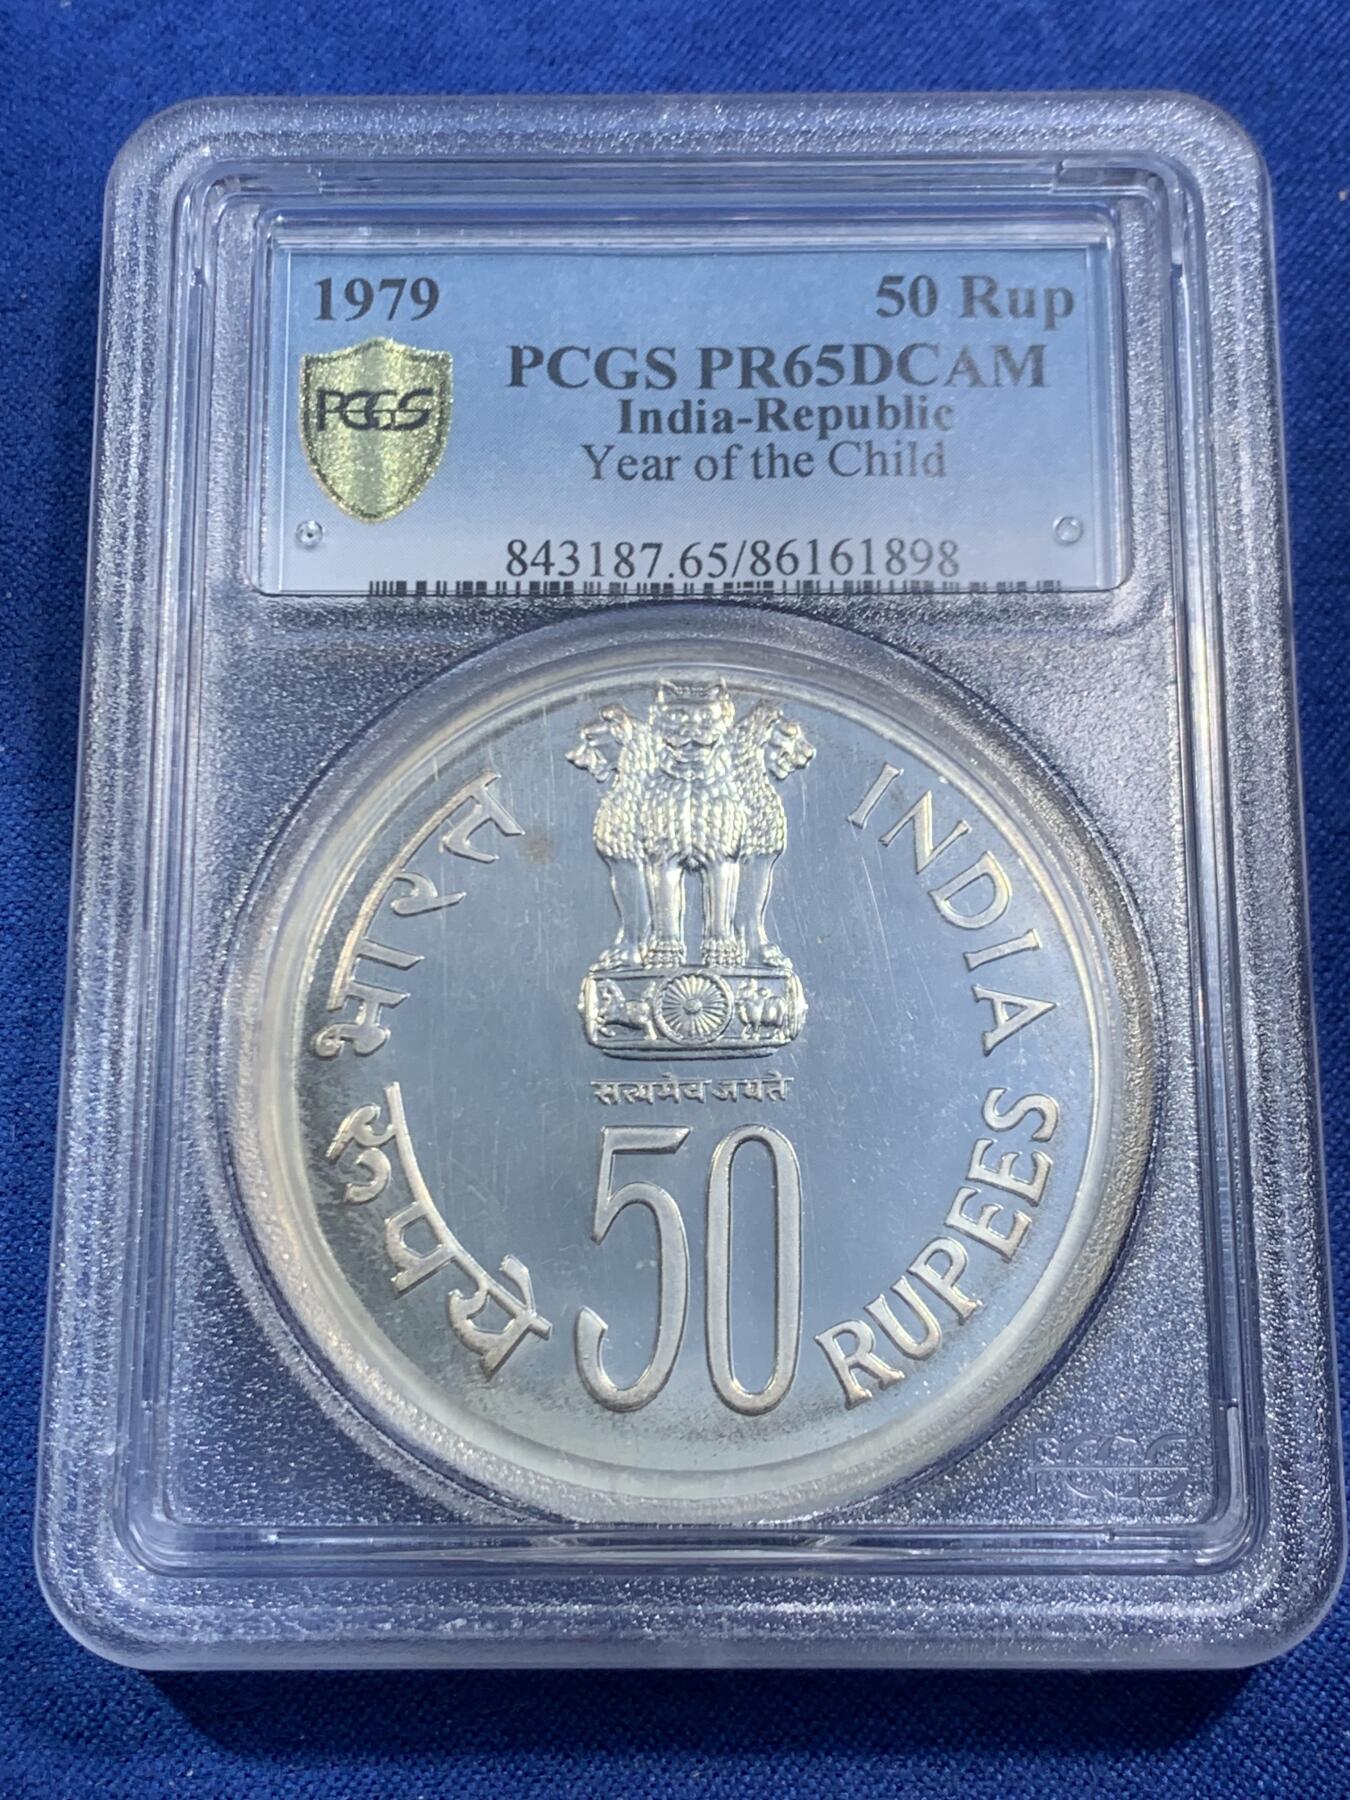 1979 50 Rup
PCGS PR65DCAM
India-Republic
PCGS
Year of the Child
843187.65/86161898
भारत INDIA
सत्यमेव जयते
रूपये 50 RUPEES
PCGS